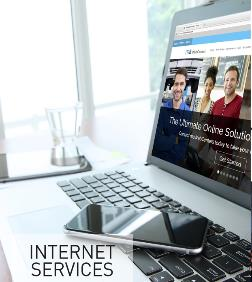 The Ultimate Online Solution
Get Started
INTERNET
SERVICES